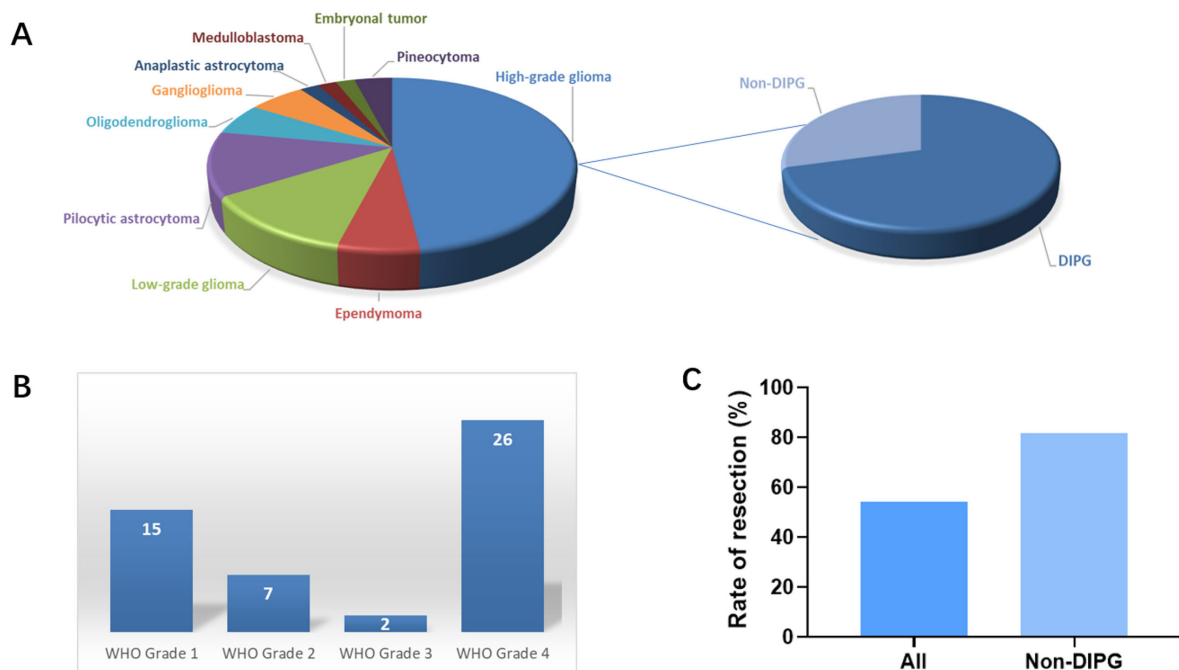 A
Embryonal tumor
Medulloblastoma
Pineocytoma
Anaplastic astrocytoma
High-grade glioma
Ganglioglioma
Non-DIPG
Oligodendroglioma
Pilocytic astrocytoma
DIPG
Low-grade glioma
Ependymoma
B
15
7
2
26
WHO Grade 1
WHO Grade 2
WHO Grade 3
WHO Grade 4
C
Rate of resection (%)
100
80
60
40
20
0
All
Non-DIPG